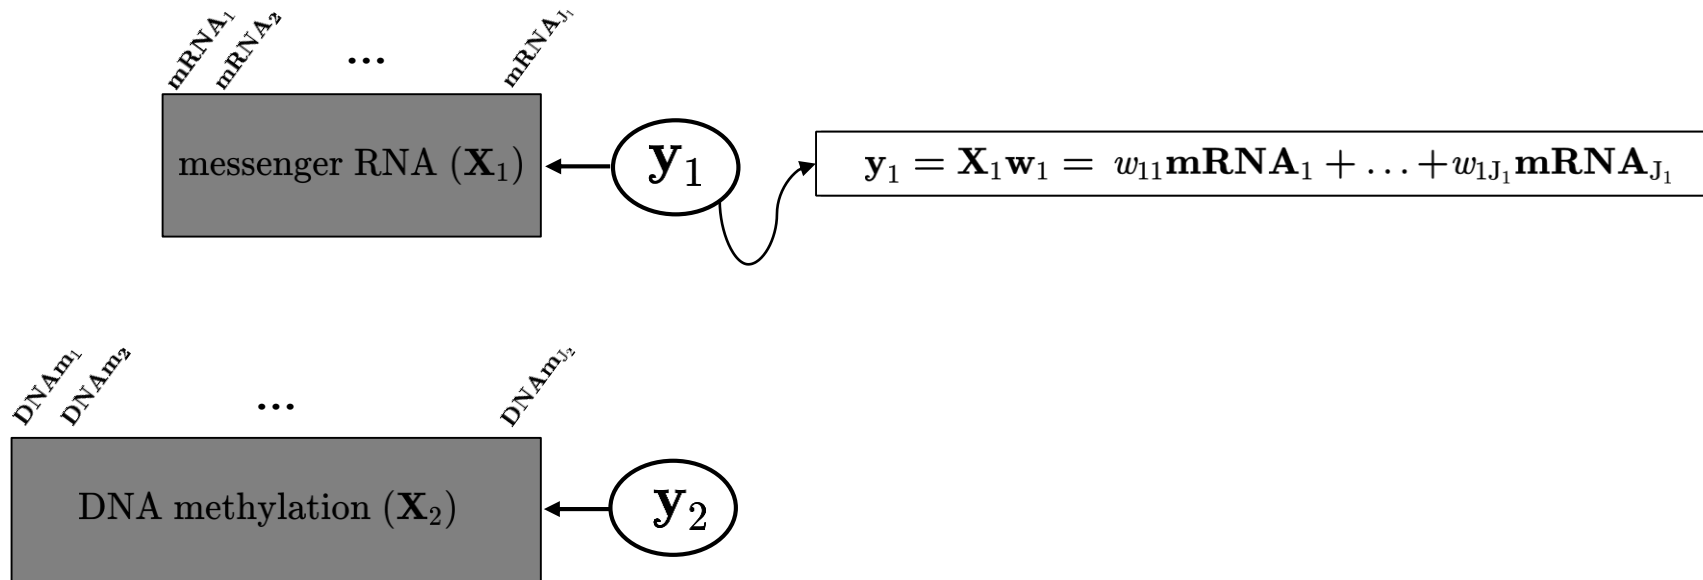 mRNA₁ mRNA₂ ... mRNA_J₁
messenger RNA (X₁)
y₁
y₁ = X₁w₁ = w₁₁mRNA₁ + ... + w₁J₁mRNA_J₁
DNAm₁ DNAm₂ ... DNAm_J₂
DNA methylation (X₂)
y₂